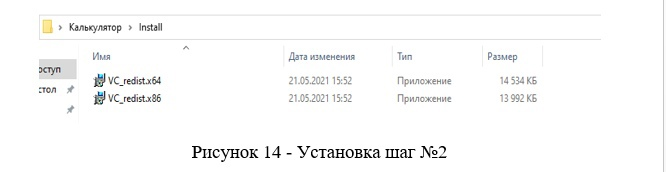 Калькулятор > Install
Имя Дата изменения Тип Размер
оступ
VC_redist.x64 21.05.2021 15:52 Приложение 14 534 КБ
стол
VC_redist.x86 21.05.2021 15:52 Приложение 13 992 КБ
Рисунок 14 - Установка шаг №2